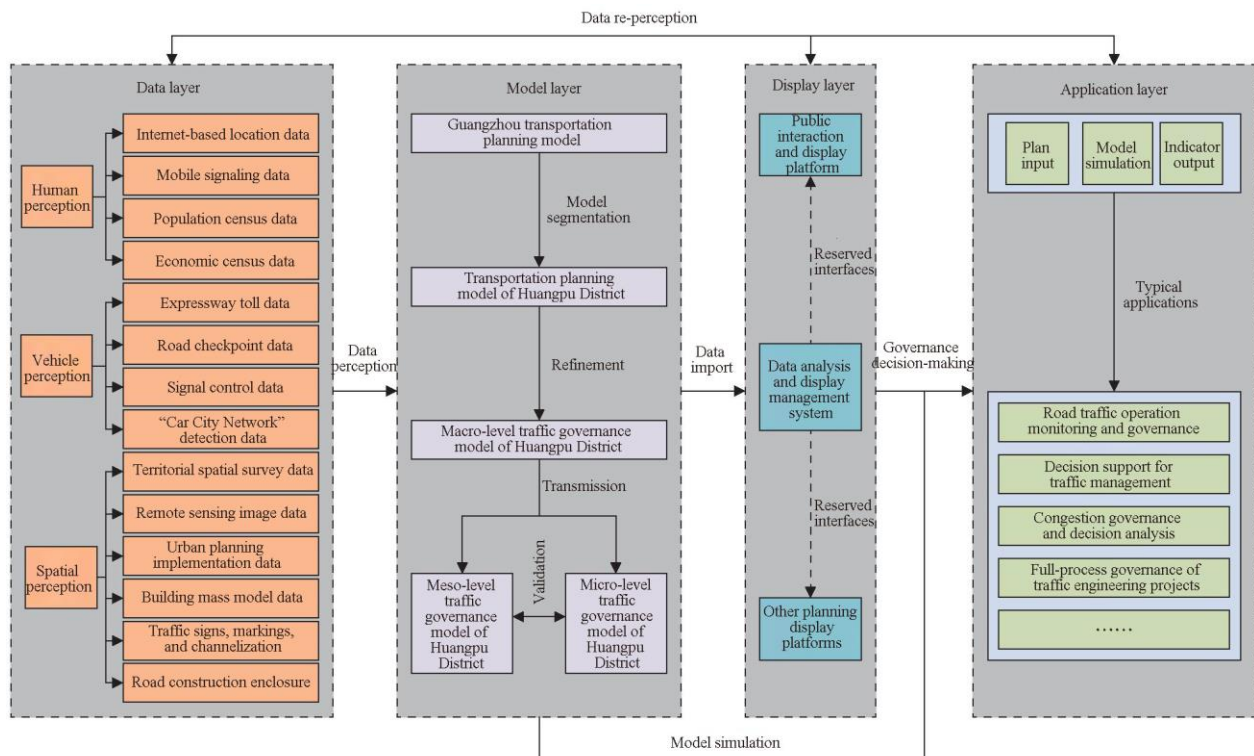 Data re-perception
Data layer
Human
perception
Internet-based location data
Mobile signaling data
Population census data
Economic census data
Vehicle
perception
Expressway toll data
Road checkpoint data
Signal control data
“Car City Network”
detection data
Spatial
perception
Territorial spatial survey data
Remote sensing image data
Urban planning
implementation data
Building mass model data
Traffic signs, markings,
and channelization
Road construction enclosure
Data
perception
Model layer
Guangzhou transportation
planning model
Model
segmentation
Transportation planning
model of Huangpu District
Refinement
Macro-level traffic governance
model of Huangpu District
Transmission
Meso-level
traffic
governance
model of
Huangpu
District
Validation
Micro-level
traffic
governance
model of
Huangpu
District
Data
import
Display layer
Public
interaction
and display
platform
Reserved
interfaces
Data analysis
and display
management
system
Reserved
interfaces
Other planning
display
platforms
Governance
decision-making
Application layer
Plan
input
Model
simulation
Indicator
output
Typical
applications
Road traffic operation
monitoring and governance
Decision support for
traffic management
Congestion governance
and decision analysis
Full-process governance of
traffic engineering projects
……
Model simulation